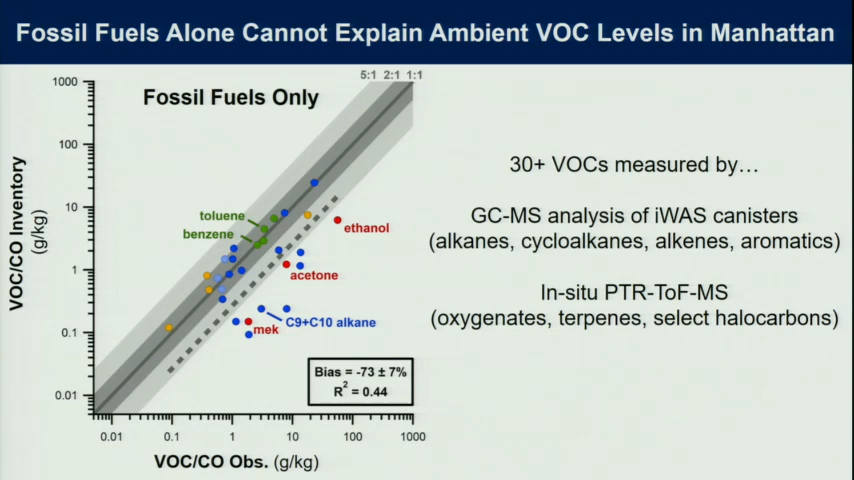 Fossil Fuels Alone Cannot Explain Ambient VOC Levels in Manhattan
5:1 2:1 1:1
Fossil Fuels Only
1000
100
10
1
0.1
0.01
VOC/CO Inventory
(g/kg)
toluene
benzene
ethanol
acetone
C9+C10 alkane
mek
Bias = -73 ± 7%
R2 = 0.44
0.01 0.1 1 10 100 1000
VOC/CO Obs. (g/kg)
30+ VOCs measured by…
GC-MS analysis of iWAS canisters
(alkanes, cycloalkanes, alkenes, aromatics)
In-situ PTR-ToF-MS
(oxygenates, terpenes, select halocarbons)